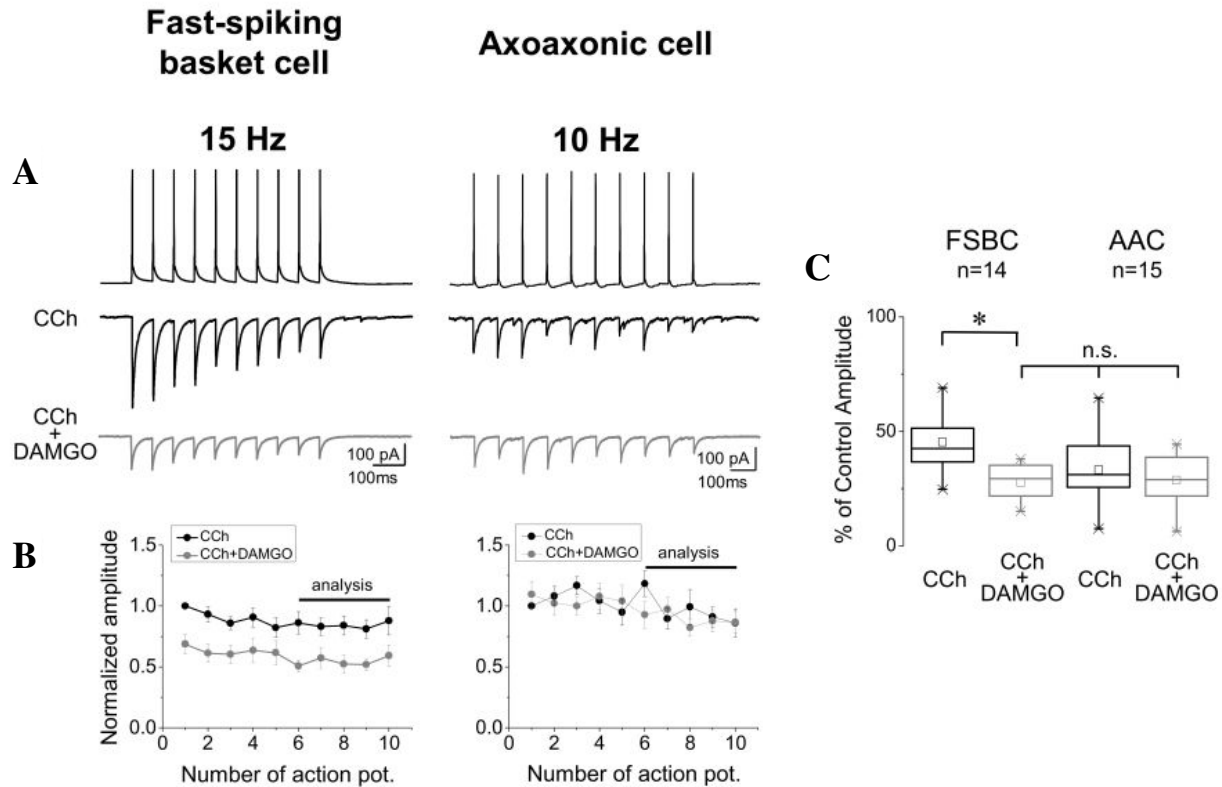 Fast-spiking
basket cell
Axoaxonic cell
15 Hz
10 Hz
A
CCh
CCh
+
DAMGO
100 pA
100ms
100 pA
100ms
B
Normalized amplitude
1.5
1.0
0.5
0.0
CCh
CCh+DAMGO
analysis
0 2 4 6 8 10
Number of action pot.
1.5
1.0
0.5
0.0
CCh
CCh+DAMGO
analysis
0 2 4 6 8 10
Number of action pot.
C
FSBC
n=14
AAC
n=15
% of Control Amplitude
100
50
0
*
n.s.
CCh
CCh
+
DAMGO
CCh
CCh
+
DAMGO